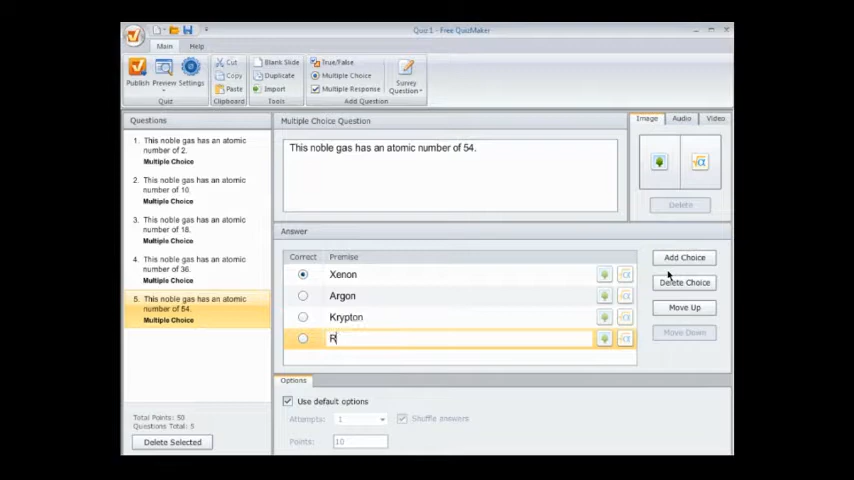 Quiz 1 - Free QuizMaker
Main Help
Publish Preview Settings
Cut
Copy
Paste
Blank Slide
Duplicate
Import
True/False
Multiple Choice
Multiple Response
Survey
Question
Quiz Clipboard Tools Add Question
Questions
1. This noble gas has an atomic
number of 2.
Multiple Choice
2. This noble gas has an atomic
number of 10.
Multiple Choice
3. This noble gas has an atomic
number of 18.
Multiple Choice
4. This noble gas has an atomic
number of 36.
Multiple Choice
5. This noble gas has an atomic
number of 54.
Multiple Choice
Total Points: 50
Questions Total: 5
Delete Selected
Multiple Choice Question
This noble gas has an atomic number of 54.
Image Audio Video
Delete
Answer
Correct Premise
Xenon
Argon
Krypton
R
Add Choice
Delete Choice
Move Up
Move Down
Options
Use default options
Attempts: 1 Shuffle answers
Points: 10